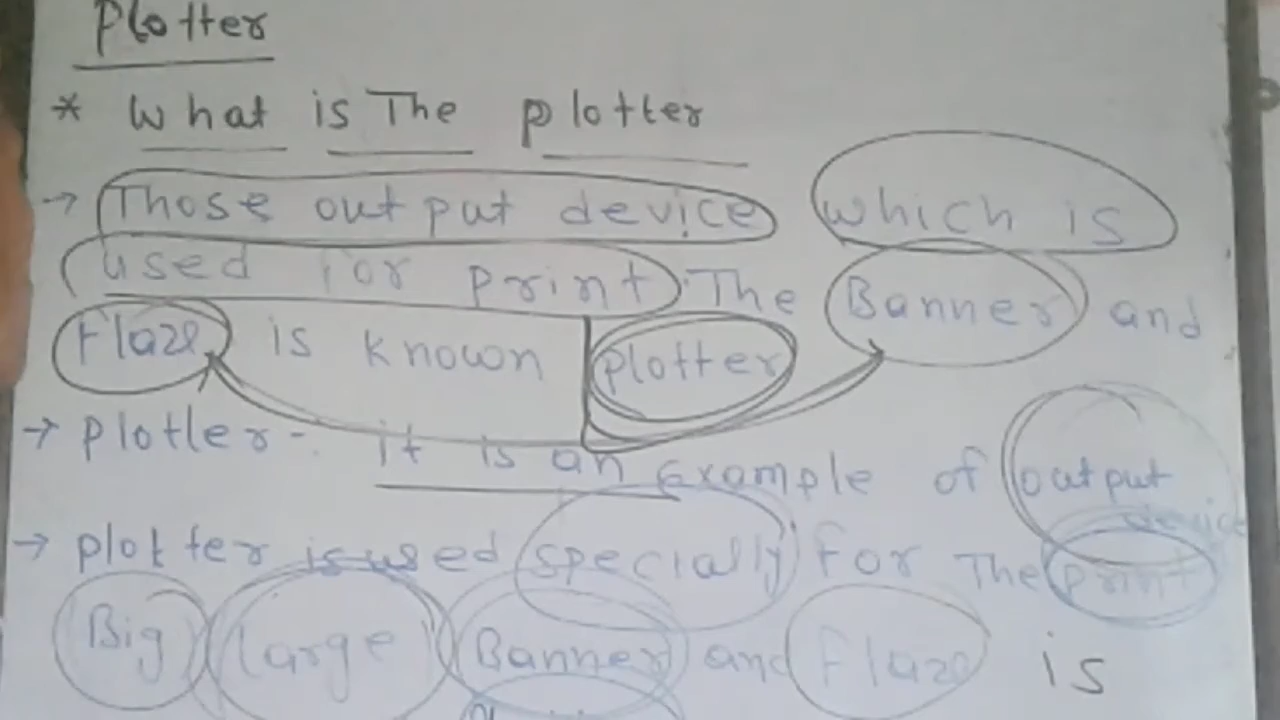 Plotter
* What is The plotter
→ Those output device which is
used for print. The Banner and
Flaze is known plotter
→ Plotter-: it is an example of output
device
→ plotter is used specially for The print
Big large Banner and Flaze is